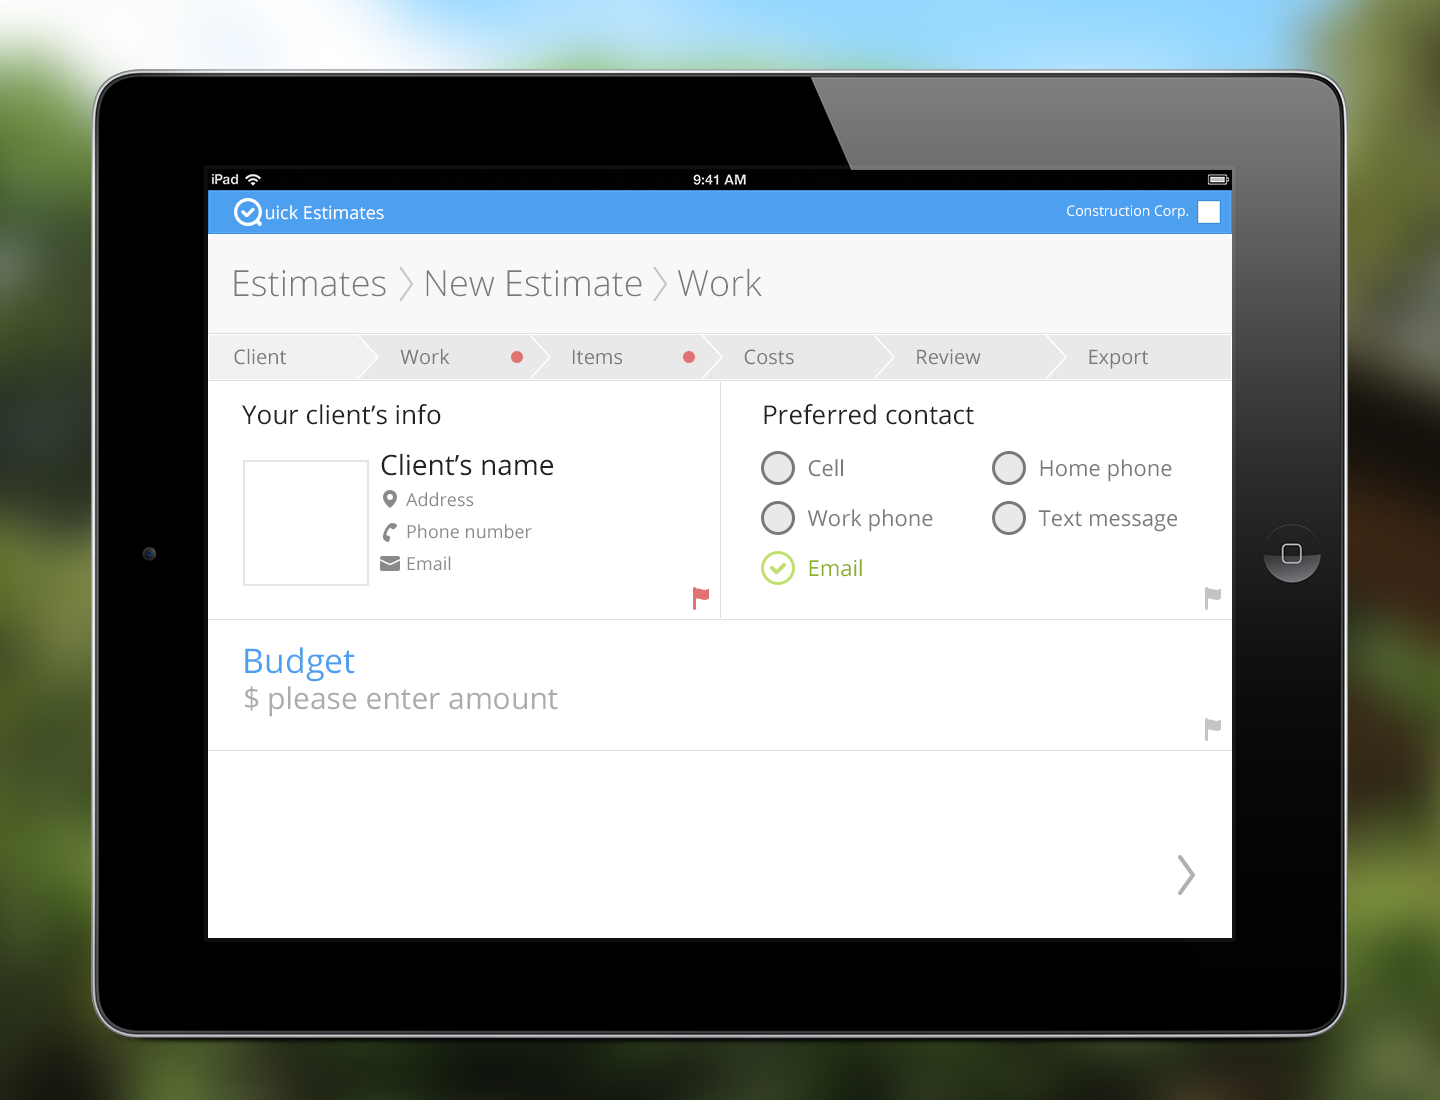 iPad 9:41 AM
Quick Estimates Construction Corp.
Estimates New Estimate Work
Client Work Items Costs Review Export
Your client's info
Client's name
Address
Phone number
Email
Preferred contact
Cell Home phone
Work phone Text message
Email
Budget
$ please enter amount